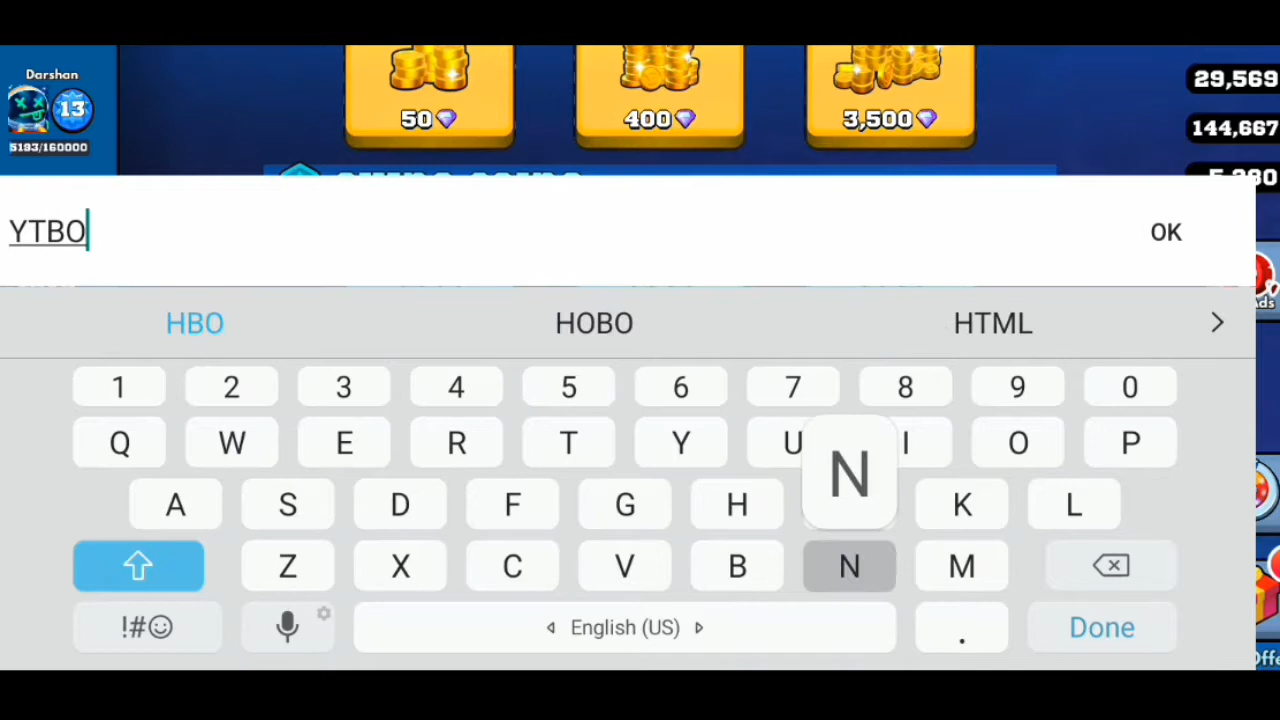 Darshan
13
5193/160000
50
400
3,500
29,569
144,667
YTBO
OK
HBO HOBO HTML
1 2 3 4 5 6 7 8 9 0
Q W E R T Y U I O P
N
A S D F G H K L
Z X C V B N M
!#☺ English (US) . Done